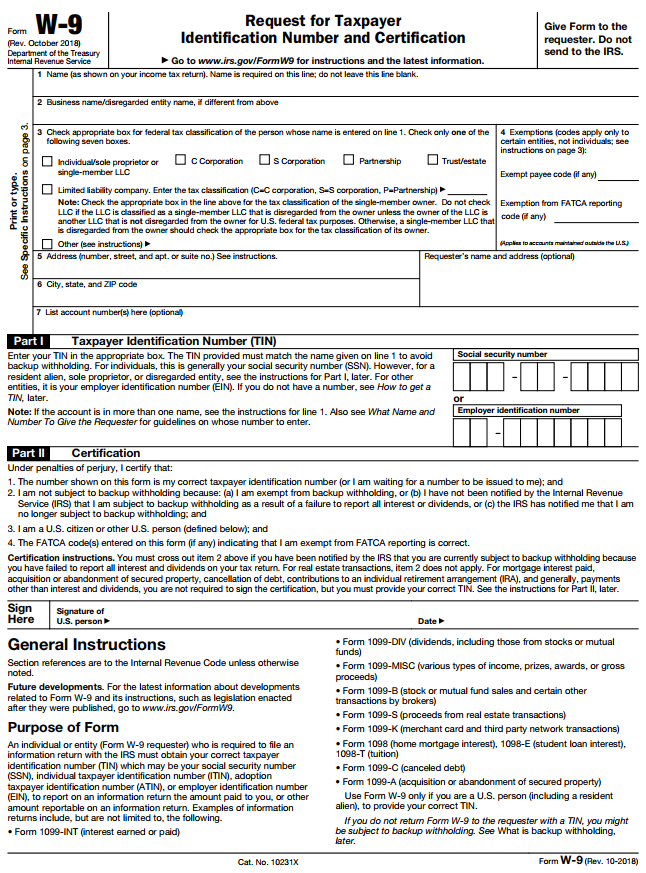 Form W-9
(Rev. October 2018)
Department of the Treasury
Internal Revenue Service
Request for Taxpayer
Identification Number and Certification
▶ Go to www.irs.gov/FormW9 for instructions and the latest information.
Give Form to the
requester. Do not
send to the IRS.
Print or type.
See Specific Instructions on page 3.
1 Name (as shown on your income tax return). Name is required on this line; do not leave this line blank.
2 Business name/disregarded entity name, if different from above
3 Check appropriate box for federal tax classification of the person whose name is entered on line 1. Check only one of the
following seven boxes.
Individual/sole proprietor or
single-member LLC
C Corporation
S Corporation
Partnership
Trust/estate
Limited liability company. Enter the tax classification (C=C corporation, S=S corporation, P=Partnership) ▶
Note: Check the appropriate box in the line above for the tax classification of the single-member owner. Do not check
LLC if the LLC is classified as a single-member LLC that is disregarded from the owner unless the owner of the LLC is
another LLC that is not disregarded from the owner for U.S. federal tax purposes. Otherwise, a single-member LLC that
is disregarded from the owner should check the appropriate box for the tax classification of its owner.
Other (see instructions) ▶
4 Exemptions (codes apply only to
certain entities, not individuals; see
instructions on page 3):
Exempt payee code (if any)
Exemption from FATCA reporting
code (if any)
(Applies to accounts maintained outside the U.S.)
5 Address (number, street, and apt. or suite no.) See instructions.
Requester's name and address (optional)
6 City, state, and ZIP code
7 List account number(s) here (optional)
Part I Taxpayer Identification Number (TIN)
Enter your TIN in the appropriate box. The TIN provided must match the name given on line 1 to avoid
backup withholding. For individuals, this is generally your social security number (SSN). However, for a
resident alien, sole proprietor, or disregarded entity, see the instructions for Part I, later. For other
entities, it is your employer identification number (EIN). If you do not have a number, see How to get a
TIN, later.
Note: If the account is in more than one name, see the instructions for line 1. Also see What Name and
Number To Give the Requester for guidelines on whose number to enter.
Social security number
– –
or
Employer identification number
–
Part II Certification
Under penalties of perjury, I certify that:
1. The number shown on this form is my correct taxpayer identification number (or I am waiting for a number to be issued to me); and
2. I am not subject to backup withholding because: (a) I am exempt from backup withholding, or (b) I have not been notified by the Internal Revenue
Service (IRS) that I am subject to backup withholding as a result of a failure to report all interest or dividends, or (c) the IRS has notified me that I am
no longer subject to backup withholding; and
3. I am a U.S. citizen or other U.S. person (defined below); and
4. The FATCA code(s) entered on this form (if any) indicating that I am exempt from FATCA reporting is correct.
Certification instructions. You must cross out item 2 above if you have been notified by the IRS that you are currently subject to backup withholding because
you have failed to report all interest and dividends on your tax return. For real estate transactions, item 2 does not apply. For mortgage interest paid,
acquisition or abandonment of secured property, cancellation of debt, contributions to an individual retirement arrangement (IRA), and generally, payments
other than interest and dividends, you are not required to sign the certification, but you must provide your correct TIN. See the instructions for Part II, later.
Sign
Here
Signature of
U.S. person ▶
Date ▶
General Instructions
Section references are to the Internal Revenue Code unless otherwise
noted.
Future developments. For the latest information about developments
related to Form W-9 and its instructions, such as legislation enacted
after they were published, go to www.irs.gov/FormW9.
Purpose of Form
An individual or entity (Form W-9 requester) who is required to file an
information return with the IRS must obtain your correct taxpayer
identification number (TIN) which may be your social security number
(SSN), individual taxpayer identification number (ITIN), adoption
taxpayer identification number (ATIN), or employer identification number
(EIN), to report on an information return the amount paid to you, or other
amount reportable on an information return. Examples of information
returns include, but are not limited to, the following.
• Form 1099-INT (interest earned or paid)
• Form 1099-DIV (dividends, including those from stocks or mutual
funds)
• Form 1099-MISC (various types of income, prizes, awards, or gross
proceeds)
• Form 1099-B (stock or mutual fund sales and certain other
transactions by brokers)
• Form 1099-S (proceeds from real estate transactions)
• Form 1099-K (merchant card and third party network transactions)
• Form 1098 (home mortgage interest), 1098-E (student loan interest),
1098-T (tuition)
• Form 1099-C (canceled debt)
• Form 1099-A (acquisition or abandonment of secured property)
Use Form W-9 only if you are a U.S. person (including a resident
alien), to provide your correct TIN.
If you do not return Form W-9 to the requester with a TIN, you might
be subject to backup withholding. See What is backup withholding,
later.
Cat. No. 10231X
Form W-9 (Rev. 10-2018)